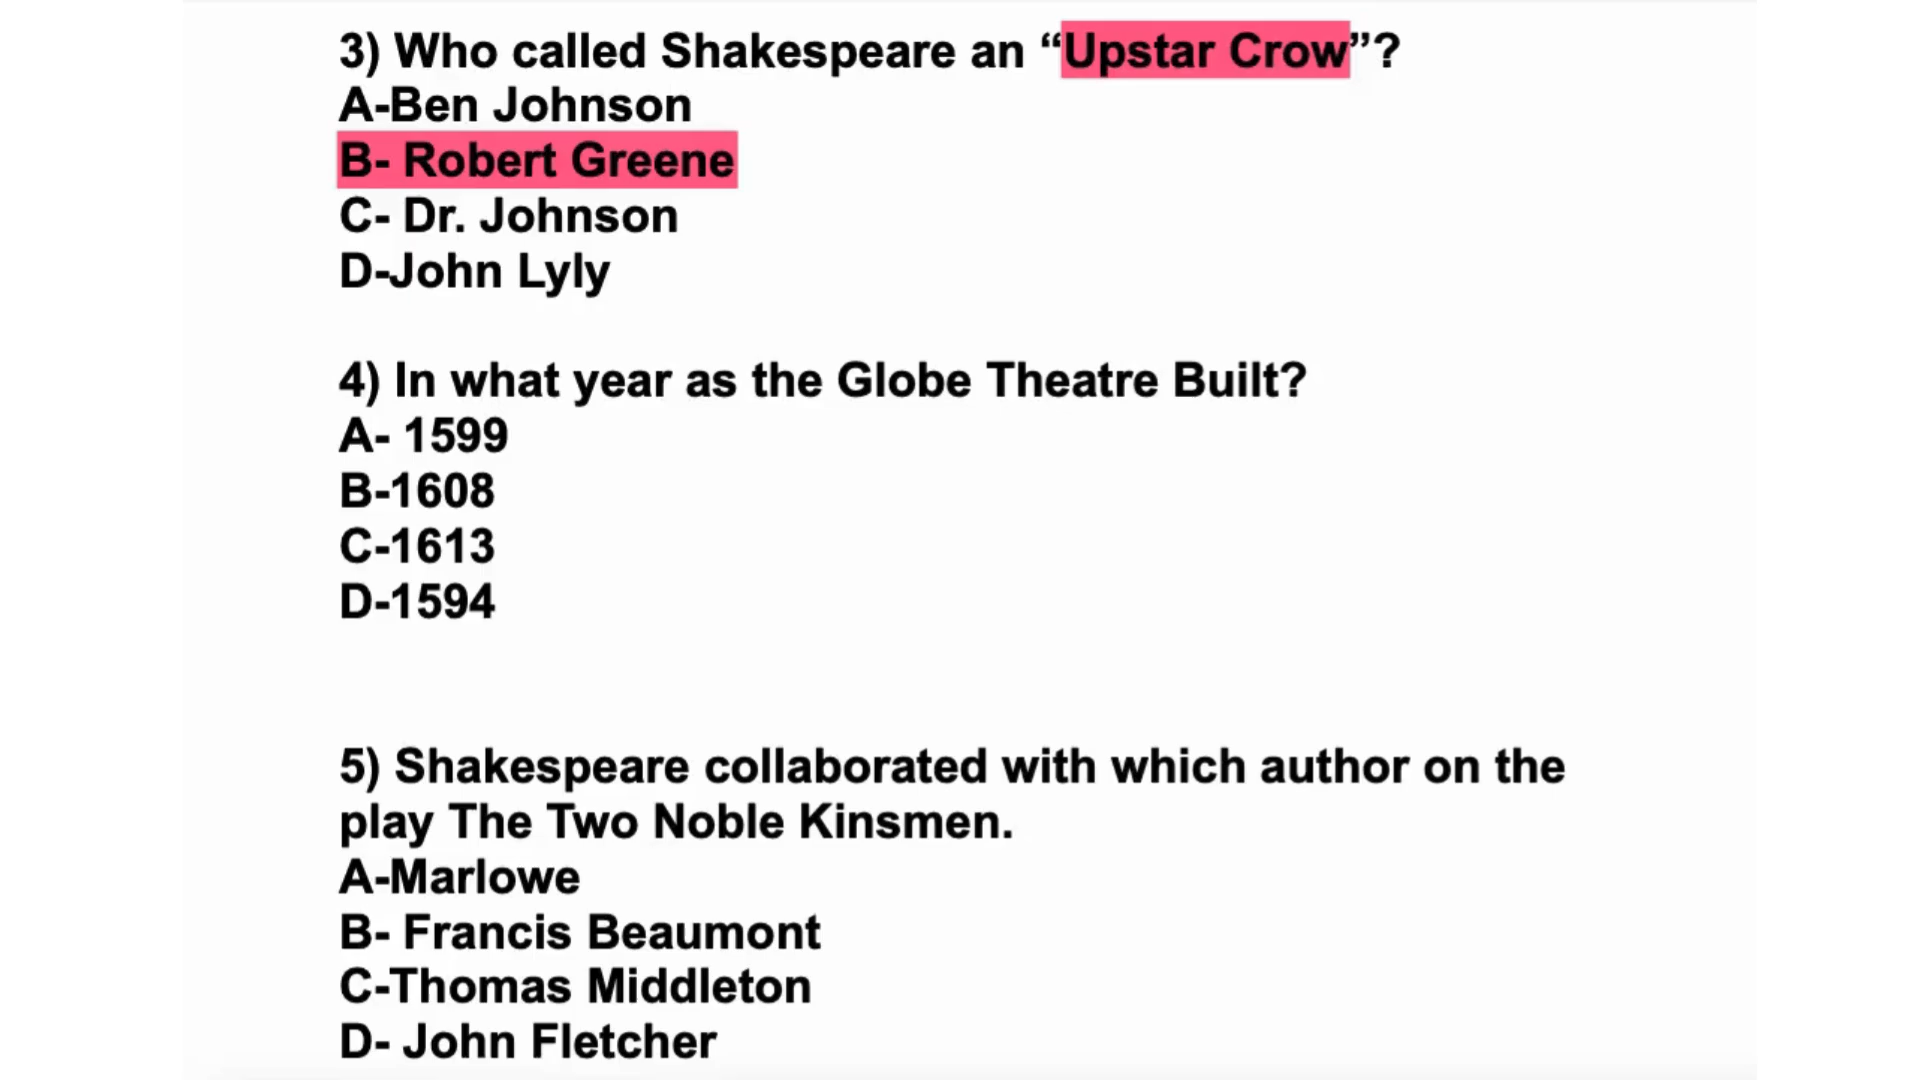 3) Who called Shakespeare an “Upstar Crow”?
A-Ben Johnson
B- Robert Greene
C- Dr. Johnson
D-John Lyly
4) In what year as the Globe Theatre Built?
A- 1599
B-1608
C-1613
D-1594
5) Shakespeare collaborated with which author on the
play The Two Noble Kinsmen.
A-Marlowe
B- Francis Beaumont
C-Thomas Middleton
D- John Fletcher